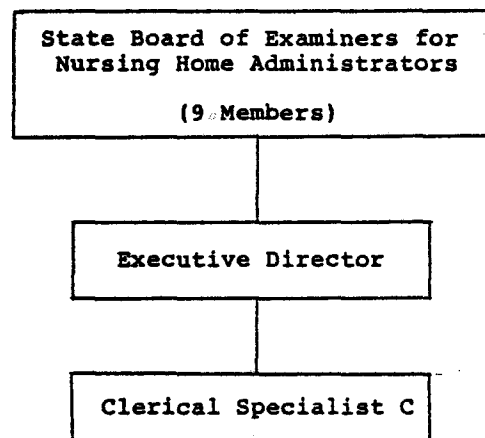 State Board of Examiners for
Nursing Home Administrators
(9 Members)
Executive Director
Clerical Specialist C